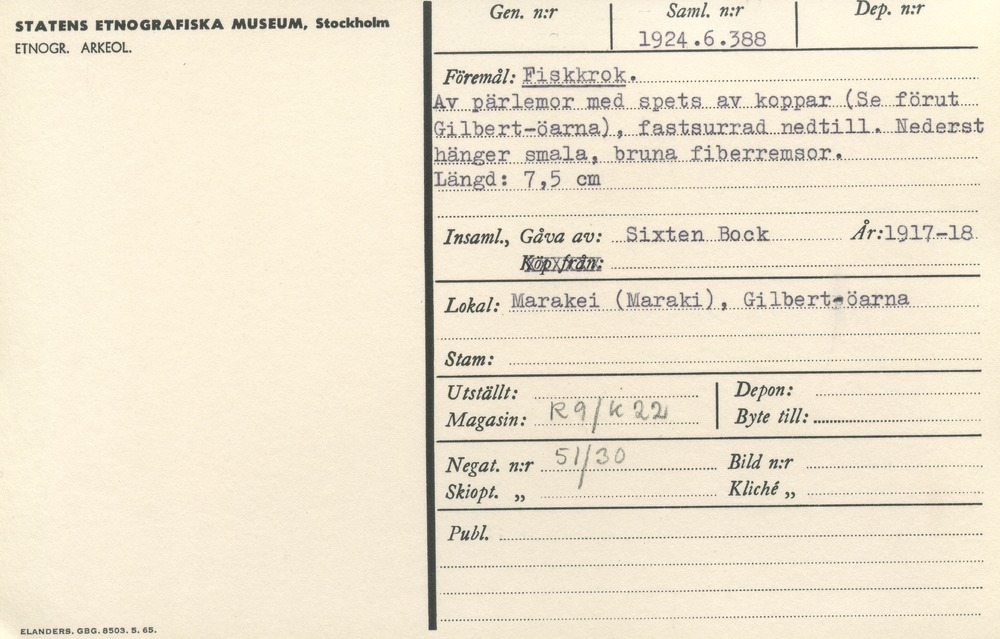 STATENS ETNOGRAFISKA MUSEUM, Stockholm
ETNOGR. ARKEOL.
Gen. n:r
Saml. n:r
Dep. n:r
1924.6.388
Föremål: Fiskkrok.
Av pärlemor med spets av koppar (Se förut
Gilbert-öarna), fastsurrad nedtill. Nederst
hänger smala, bruna fiberremsor.
Längd: 7,5 cm
Insaml., Gåva av: Sixten Bock År:1917-18
Köp från:
Lokal: Marakei (Maraki), Gilbert-öarna
Stam:
Utställt:
Depon:
Magasin: R9/K22
Byte till:
Negat. n:r 51/30
Bild n:r
Skiopt. „
Kliché „
Publ.
ELANDERS, GBG. 8503. 5. 65.